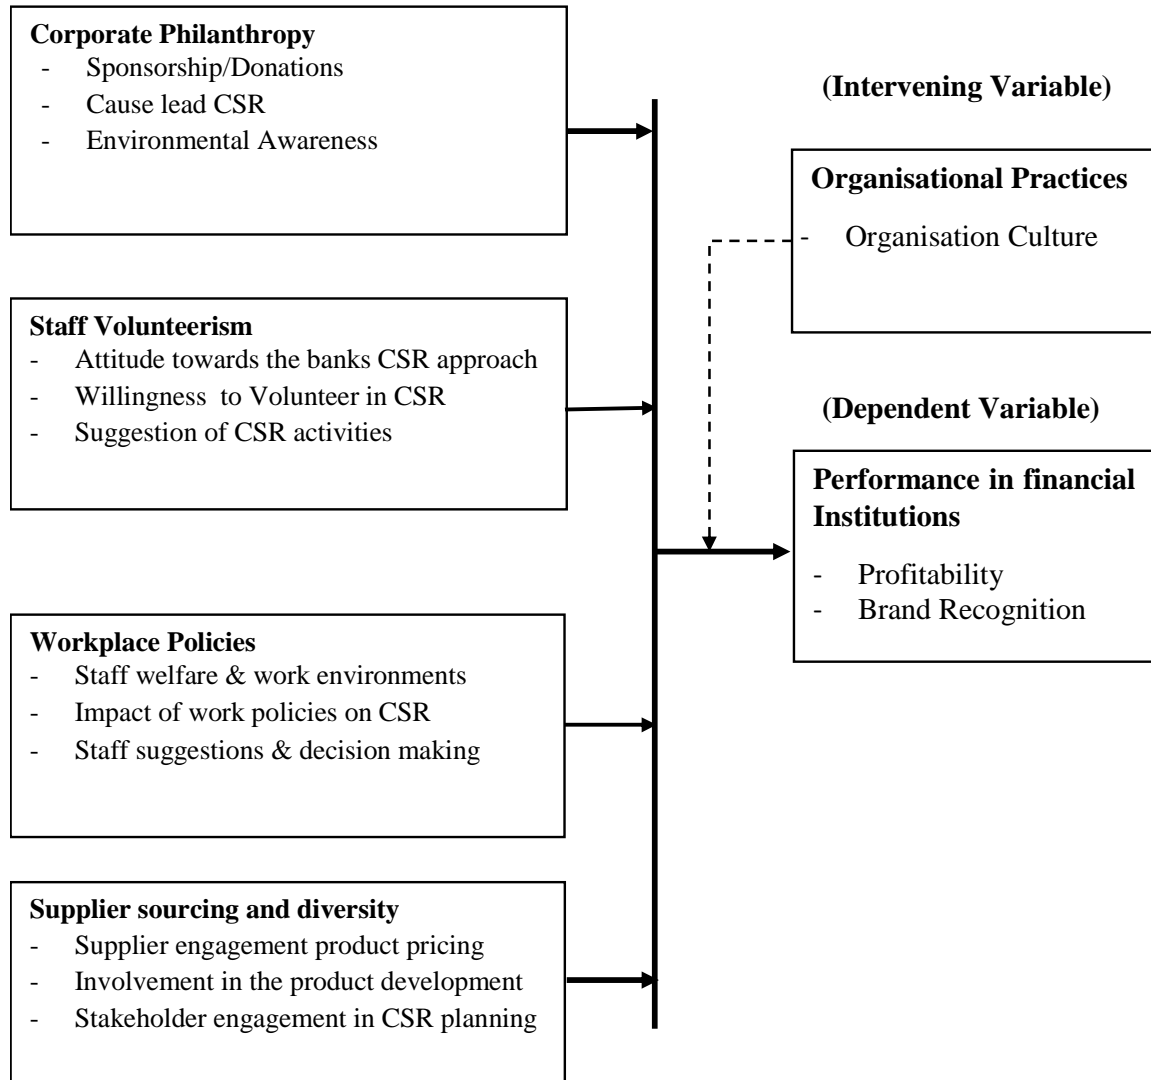 Corporate Philanthropy
- Sponsorship/Donations
- Cause lead CSR
- Environmental Awareness
Staff Volunteerism
- Attitude towards the banks CSR approach
- Willingness to Volunteer in CSR
- Suggestion of CSR activities
Workplace Policies
- Staff welfare & work environments
- Impact of work policies on CSR
- Staff suggestions & decision making
Supplier sourcing and diversity
- Supplier engagement product pricing
- Involvement in the product development
- Stakeholder engagement in CSR planning
(Intervening Variable)
Organisational Practices
- Organisation Culture
(Dependent Variable)
Performance in financial
Institutions
- Profitability
- Brand Recognition